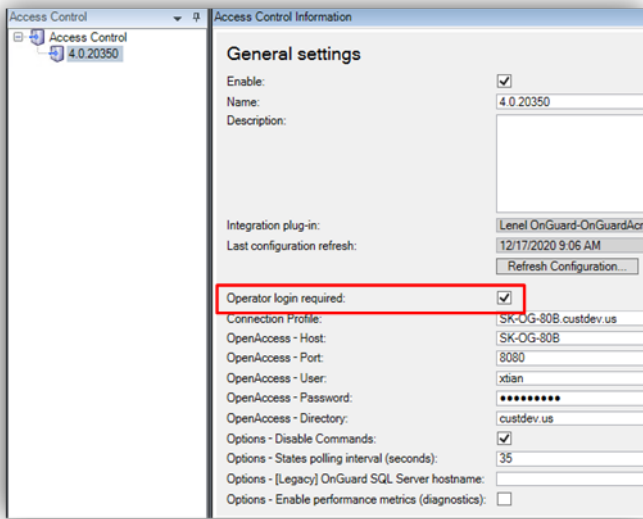 Access Control
Access Control
4.0.20350
Access Control Information
General settings
Enable:
Name: 4.0.20350
Description:
Integration plug-in: Lenel OnGuard-OnGuardAcr
Last configuration refresh: 12/17/2020 9:06 AM
Refresh Configuration...
Operator login required:
Connection Profile: SK-OG-80B.custdev.us
OpenAccess - Host: SK-OG-80B
OpenAccess - Port: 8080
OpenAccess - User: xtian
OpenAccess - Password: ●●●●●●●●●
OpenAccess - Directory: custdev.us
Options - Disable Commands:
Options - States polling interval (seconds): 35
Options - [Legacy] OnGuard SQL Server hostname:
Options - Enable performance metrics (diagnostics):